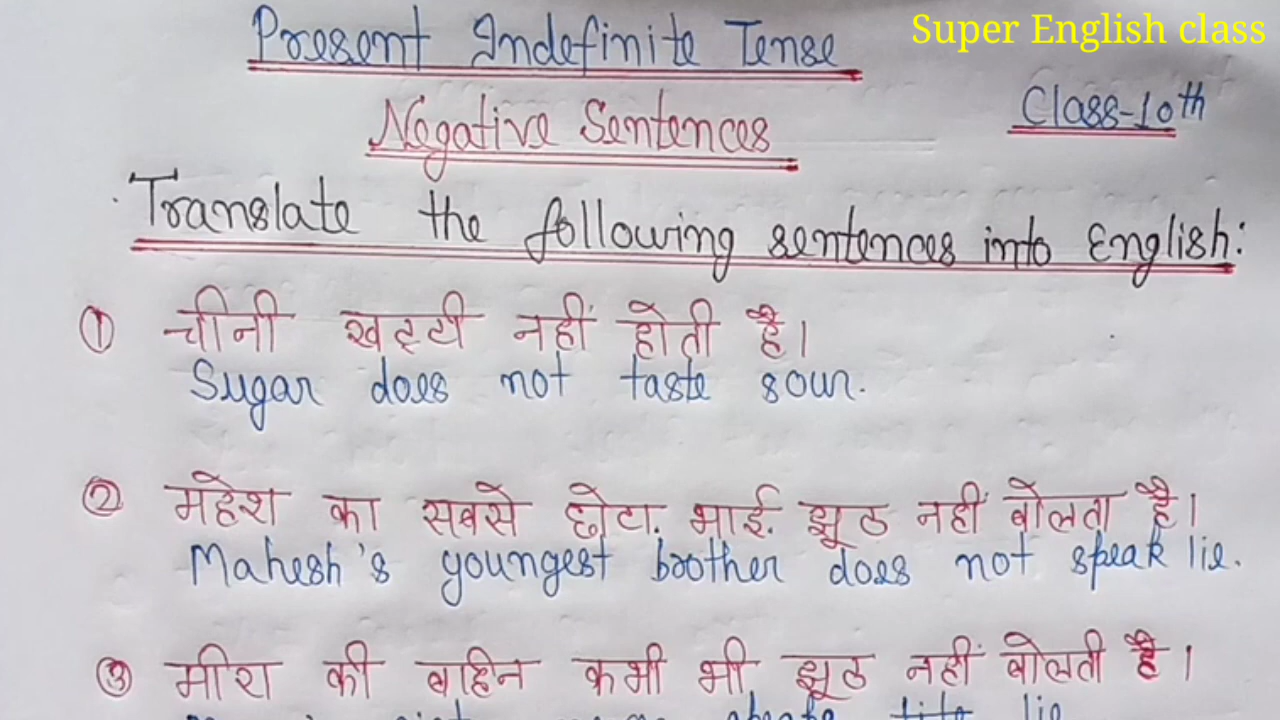 Super English class
Present Indefinite Tense
Negative Sentences
Class-10th
Translate the following sentences into English:
① चीनी खट्टी नहीं होती है।
Sugar does not taste sour.
② महेश का सबसे छोटा. भाई. झूठ नहीं बोलता है।
Mahesh's youngest brother does not speak lie.
③ मीरा की बहिन कभी भी झूठ नहीं बोलती है।
lie